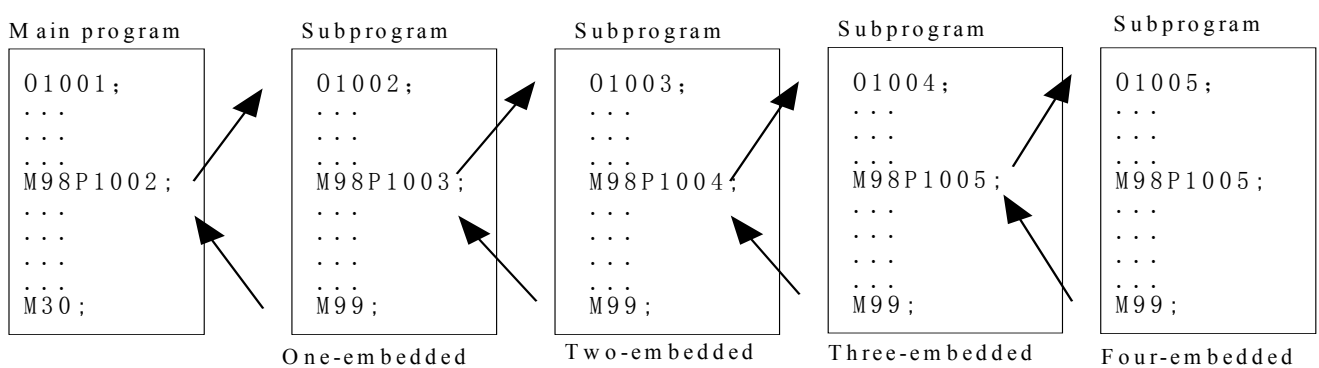 Main program
O1001;
...
...
...
M98P1002;
...
...
...
...
M30;
Subprogram
O1002;
...
...
...
M98P1003;
...
...
...
...
M99;
One-embedded
Subprogram
O1003;
...
...
...
M98P1004;
...
...
...
...
M99;
Two-embedded
Subprogram
O1004;
...
...
...
M98P1005;
...
...
...
...
M99;
Three-embedded
Subprogram
O1005;
...
...
...
M98P1005;
...
...
...
...
M99;
Four-embedded